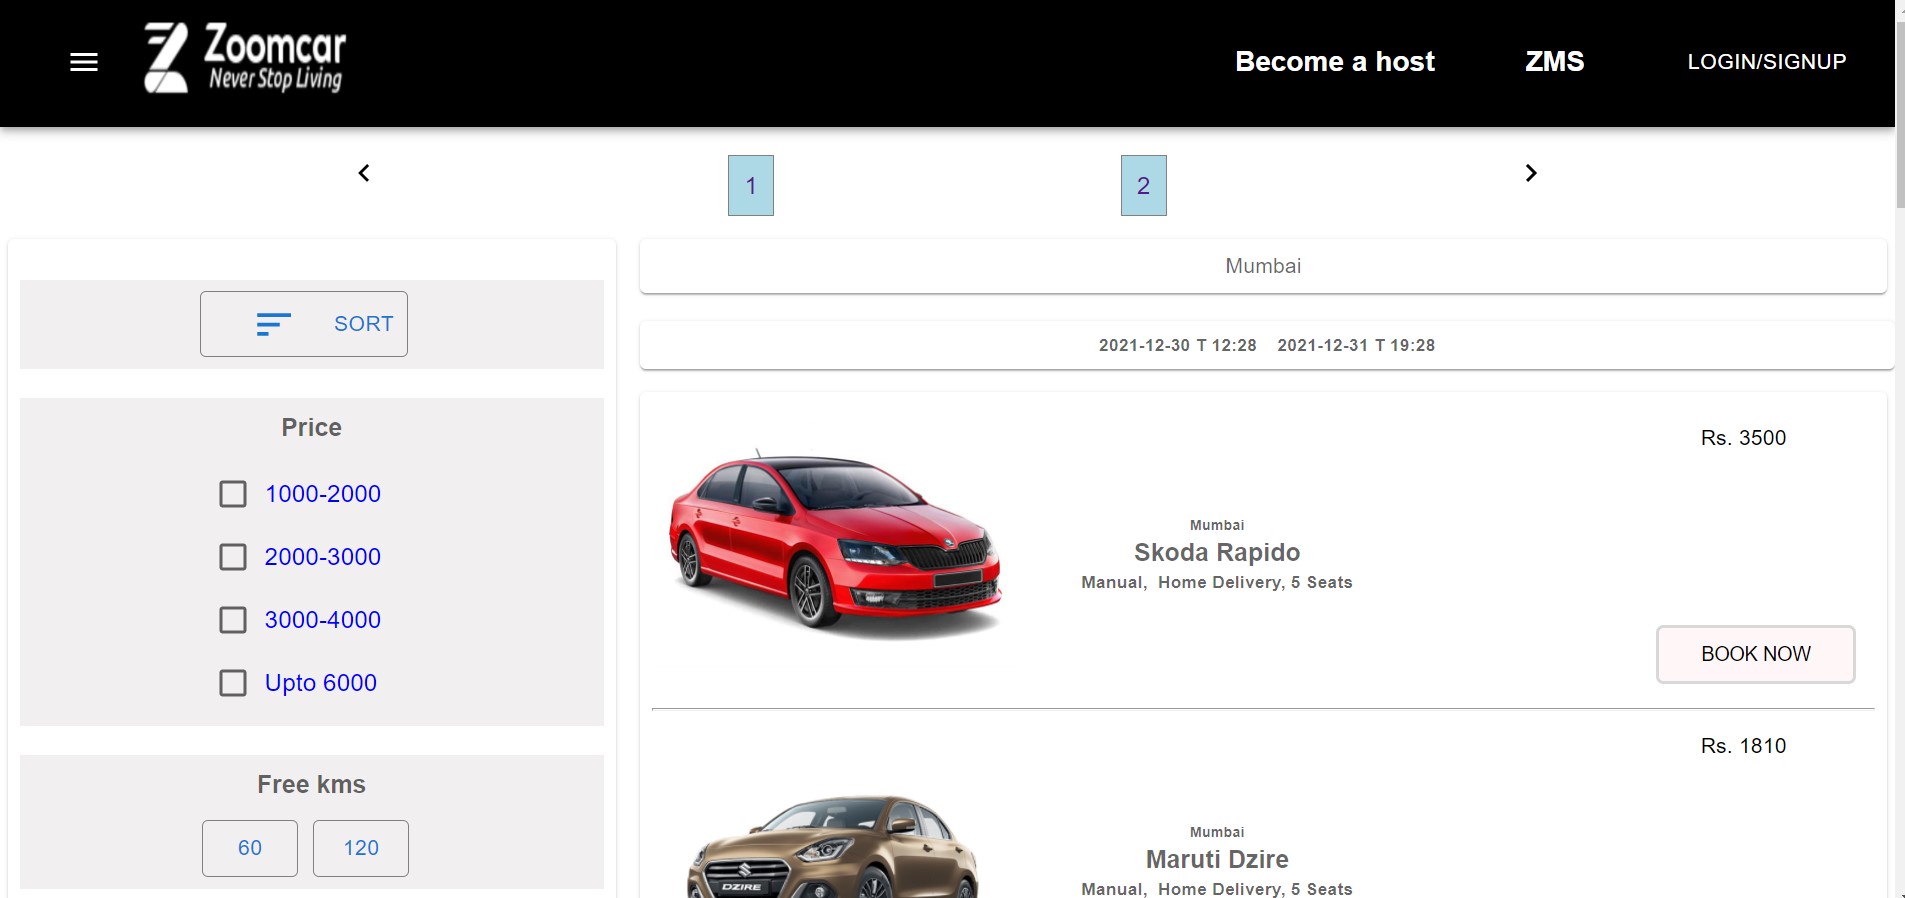 Zoomcar
Never Stop Living
Become a host
ZMS
LOGIN/SIGNUP
1
2
SORT
Price
1000-2000
2000-3000
3000-4000
Upto 6000
Free kms
60
120
Mumbai
2021-12-30 T 12:28 2021-12-31 T 19:28
Rs. 3500
Mumbai
Skoda Rapido
Manual, Home Delivery, 5 Seats
BOOK NOW
Rs. 1810
DZIRE
Mumbai
Maruti Dzire
Manual, Home Delivery, 5 Seats